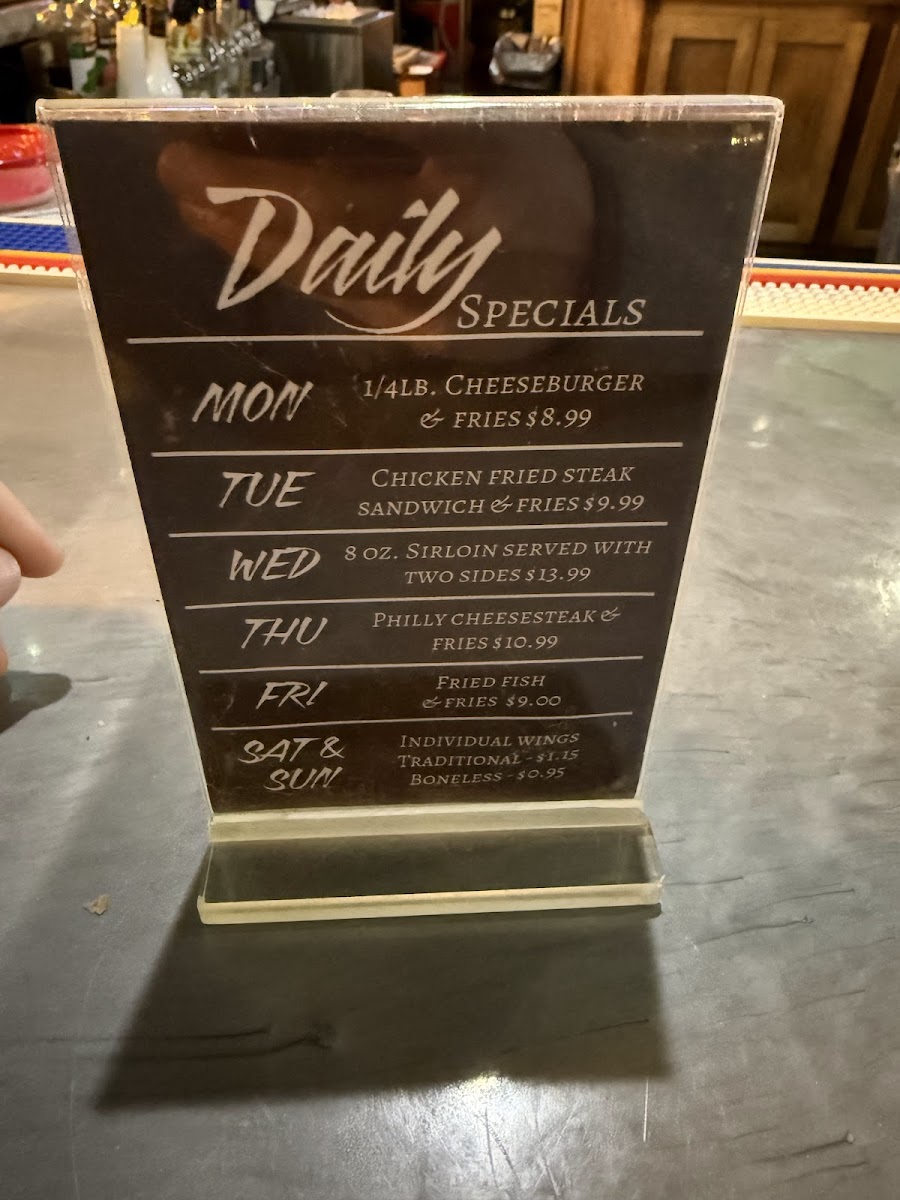 Daily
SPECIALS
MON
1/4LB. CHEESEBURGER
& FRIES $8.99
TUE
CHICKEN FRIED STEAK
SANDWICH & FRIES $9.99
WED
8 OZ. SIRLOIN SERVED WITH
TWO SIDES $13.99
THU
PHILLY CHEESESTEAK &
FRIES $10.99
FRI
FRIED FISH
& FRIES $9.00
SAT &
SUN
INDIVIDUAL WINGS
TRADITIONAL - $1.15
BONELESS - $0.95